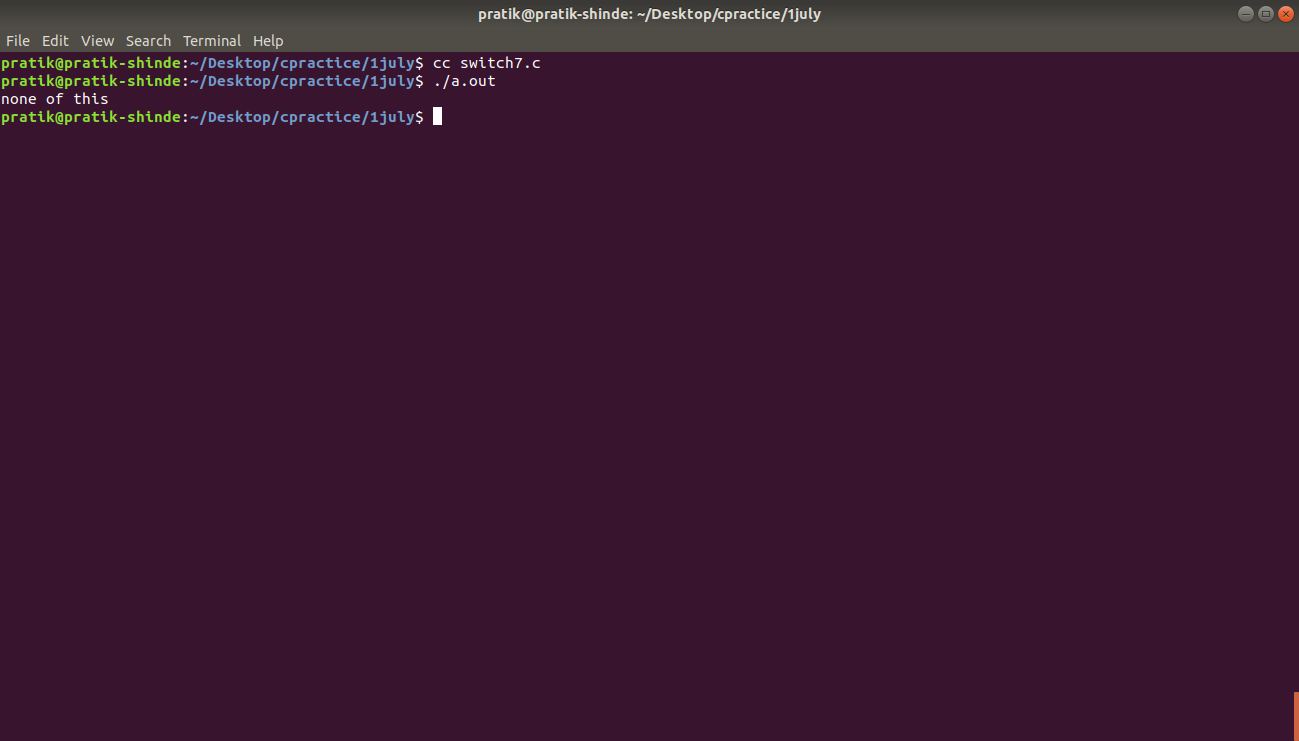 pratik@pratik-shinde: ~/Desktop/cpractice/1july
File Edit View Search Terminal Help
pratik@pratik-shinde:~/Desktop/cpractice/1july$ cc switch7.c
pratik@pratik-shinde:~/Desktop/cpractice/1july$ ./a.out
none of this
pratik@pratik-shinde:~/Desktop/cpractice/1july$